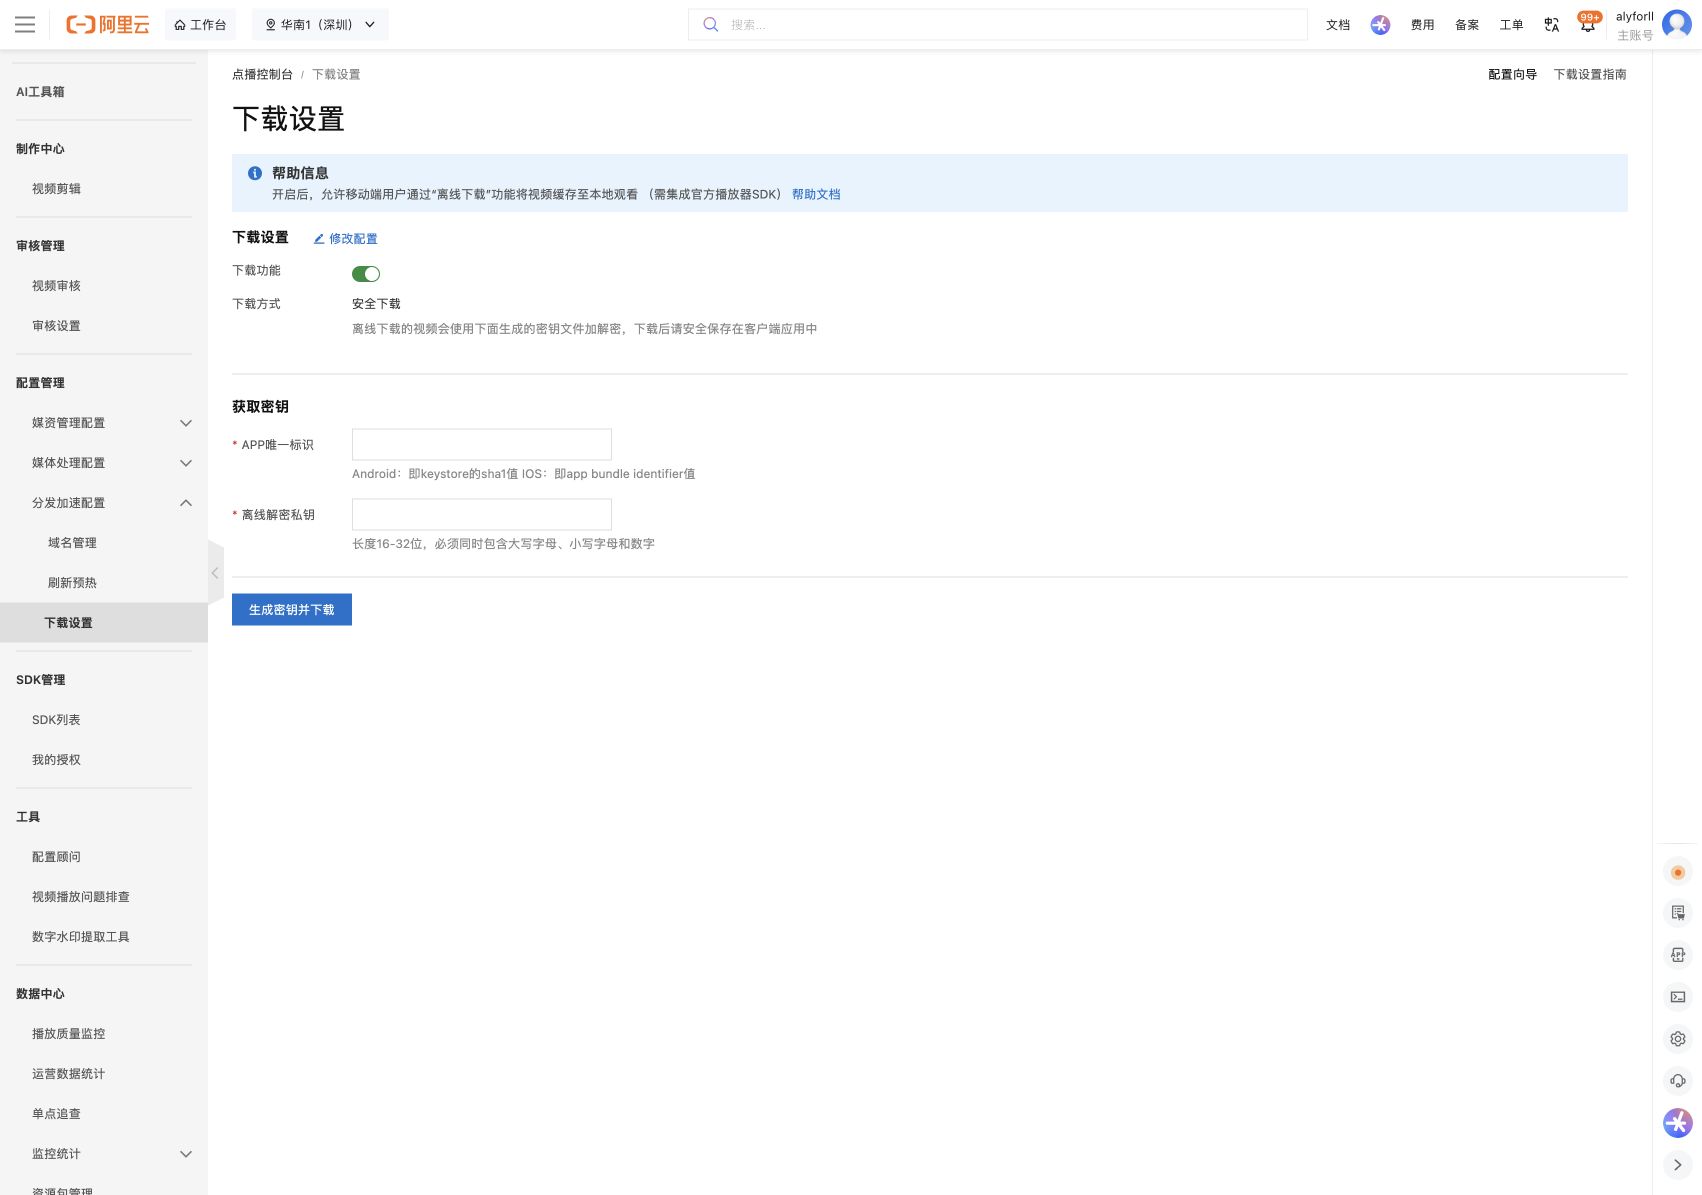 阿里云
工作台
华南1（深圳）
搜索...
文档
费用
备案
工单
99+
alyforll
主账号
AI工具箱
制作中心
视频剪辑
审核管理
视频审核
审核设置
配置管理
媒资管理配置
媒体处理配置
分发加速配置
域名管理
刷新预热
下载设置
SDK管理
SDK列表
我的授权
工具
配置顾问
视频播放问题排查
数字水印提取工具
数据中心
播放质量监控
运营数据统计
单点追查
监控统计
资源包管理
点播控制台 / 下载设置
配置向导 下载设置指南
下载设置
帮助信息
开启后，允许移动端用户通过“离线下载”功能将视频缓存至本地观看 （需集成官方播放器SDK） 帮助文档
下载设置 修改配置
下载功能
下载方式 安全下载
离线下载的视频会使用下面生成的密钥文件加解密，下载后请安全保存在客户端应用中
获取密钥
* APP唯一标识
Android：即keystore的sha1值 IOS：即app bundle identifier值
* 离线解密私钥
长度16-32位，必须同时包含大写字母、小写字母和数字
生成密钥并下载